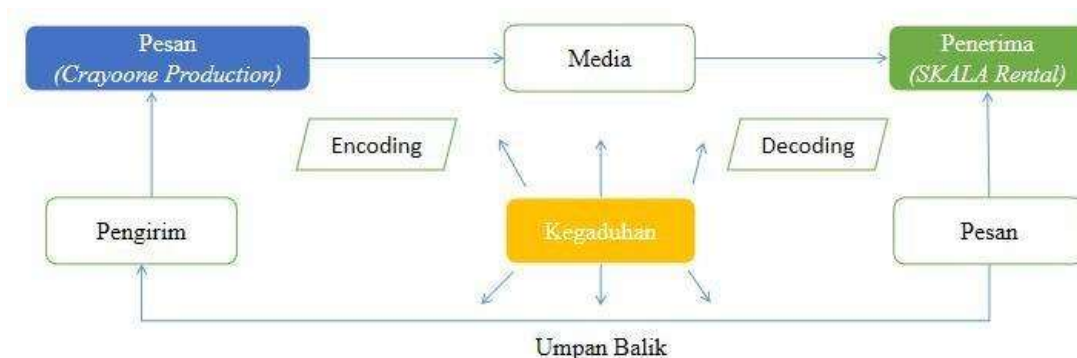 Pesan
(Crayoone Production)
Media
Penerima
(SKALA Rental)
Encoding
Decoding
Pengirim
Kegaduhan
Pesan
Umpan Balik